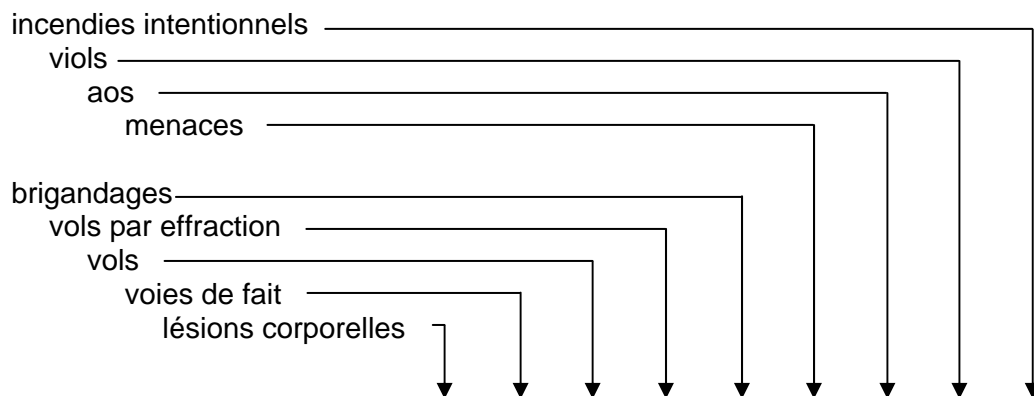 incendies intentionnels
viols
aos
menaces
brigandages
vols par effraction
vols
voies de fait
lésions corporelles